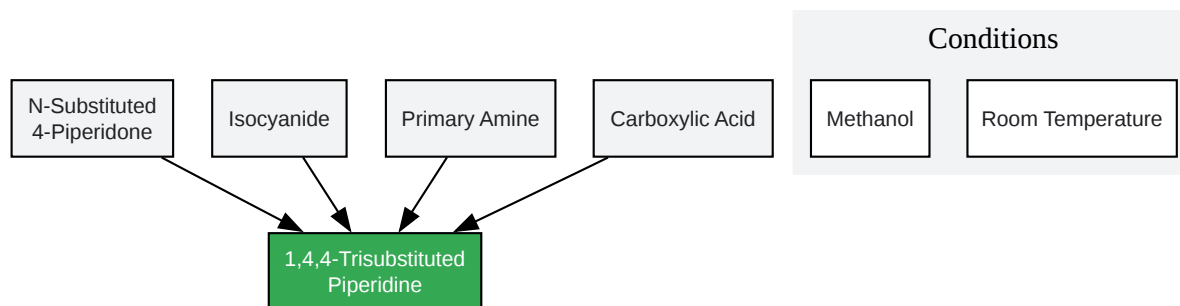 Conditions
N-Substituted
4-Piperidone
Isocyanide
Primary Amine
Carboxylic Acid
Methanol
Room Temperature
1,4,4-Trisubstituted
Piperidine